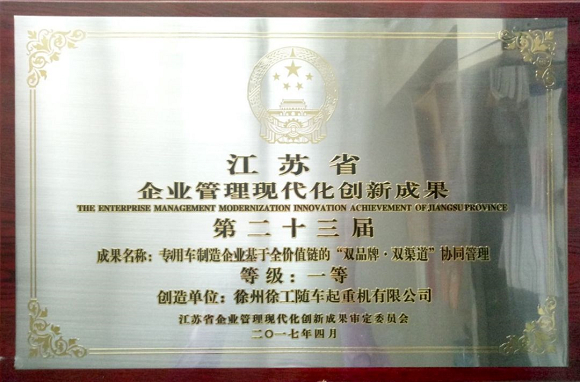 江苏省
企业管理现代化创新成果
THE ENTERPRISE MANAGEMENT MODERNIZATION INNOVATION ACHIEVEMENT OF JIANGSU PROVINCE
第二十三届
成果名称：专用车制造企业基于全价值链的“双品牌·双渠道”协同管理
等级：一等
创造单位：徐州徐工随车起重机有限公司
江苏省企业管理现代化创新成果审定委员会
二〇一七年四月